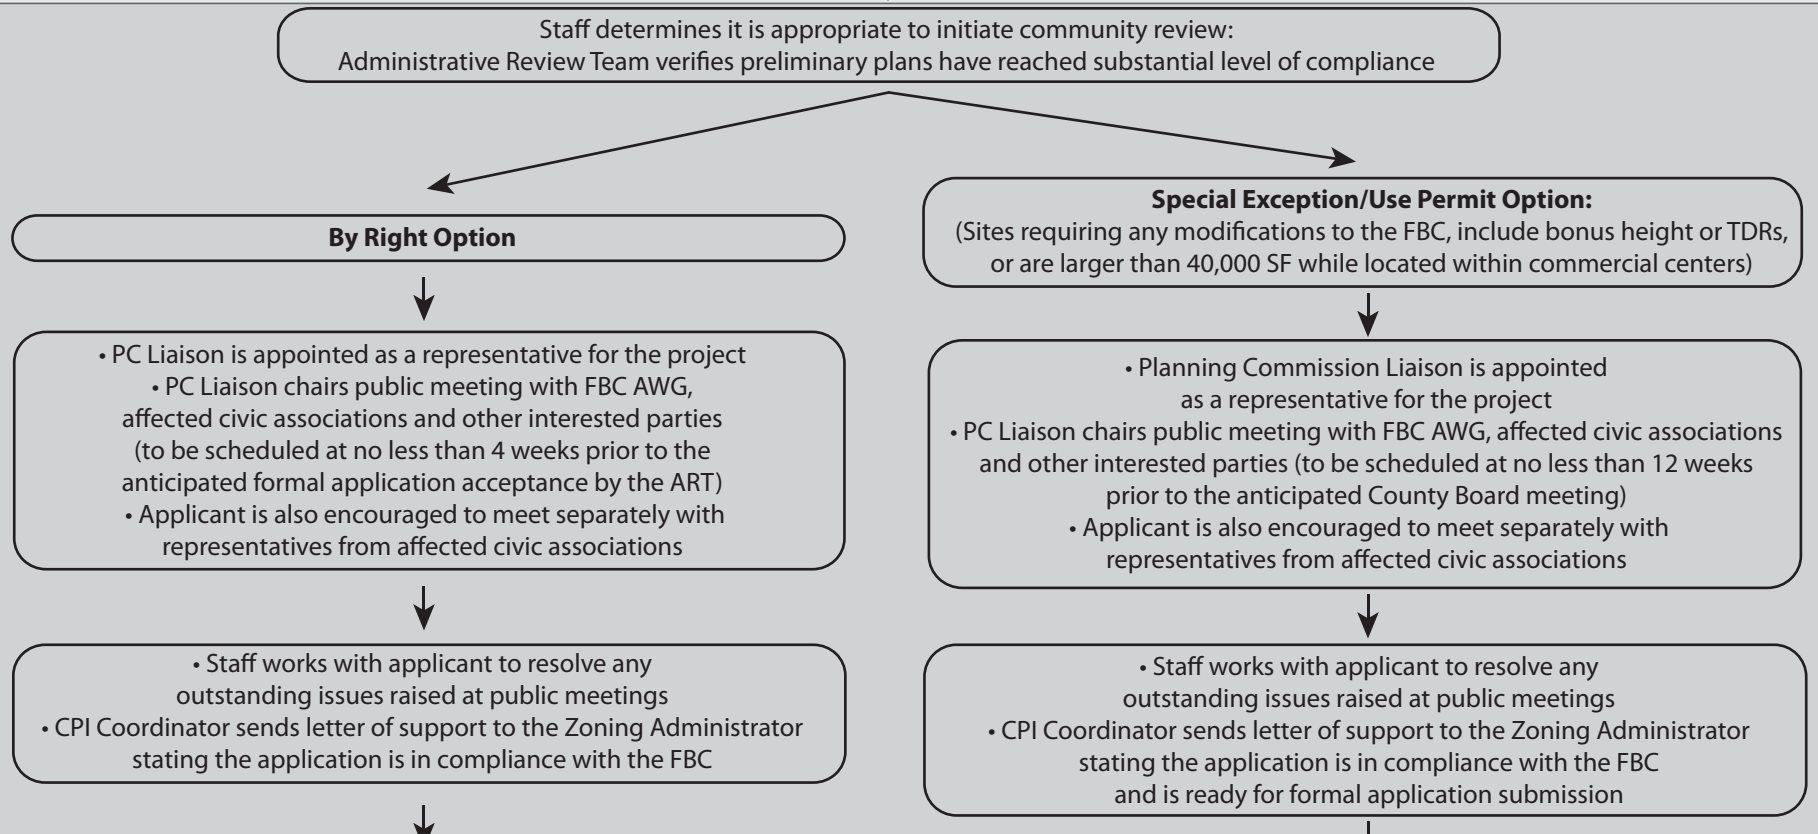 Staff determines it is appropriate to initiate community review:
Administrative Review Team verifies preliminary plans have reached substantial level of compliance
By Right Option
• PC Liaison is appointed as a representative for the project
• PC Liaison chairs public meeting with FBC AWG,
affected civic associations and other interested parties
(to be scheduled at no less than 4 weeks prior to the
anticipated formal application acceptance by the ART)
• Applicant is also encouraged to meet separately with
representatives from affected civic associations
• Staff works with applicant to resolve any
outstanding issues raised at public meetings
• CPI Coordinator sends letter of support to the Zoning Administrator
stating the application is in compliance with the FBC
Special Exception/Use Permit Option:
(Sites requiring any modifications to the FBC, include bonus height or TDRs,
or are larger than 40,000 SF while located within commercial centers)
• Planning Commission Liaison is appointed
as a representative for the project
• PC Liaison chairs public meeting with FBC AWG, affected civic associations
and other interested parties (to be scheduled at no less than 12 weeks
prior to the anticipated County Board meeting)
• Applicant is also encouraged to meet separately with
representatives from affected civic associations
• Staff works with applicant to resolve any
outstanding issues raised at public meetings
• CPI Coordinator sends letter of support to the Zoning Administrator
stating the application is in compliance with the FBC
and is ready for formal application submission